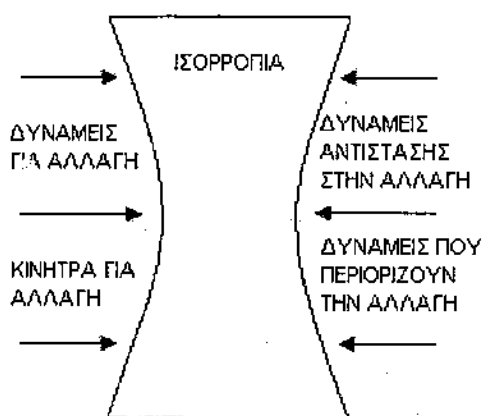 ΙΣΟΡΡΟΠΙΑ
ΔΥΝΑΜΕΙΣ
ΓΙΑ ΑΛΛΑΓΗ
ΚΙΝΗΤΡΑ ΓΙΑ
ΑΛΛΑΓΗ
ΔΥΝΑΜΕΙΣ
ΑΝΤΙΣΤΑΣΗΣ
ΣΤΗΝ ΑΛΛΑΓΗ
ΔΥΝΑΜΕΙΣ ΠΟΥ
ΠΕΡΙΟΡΙΖΟΥΝ
ΤΗΝ ΑΛΛΑΓΗ